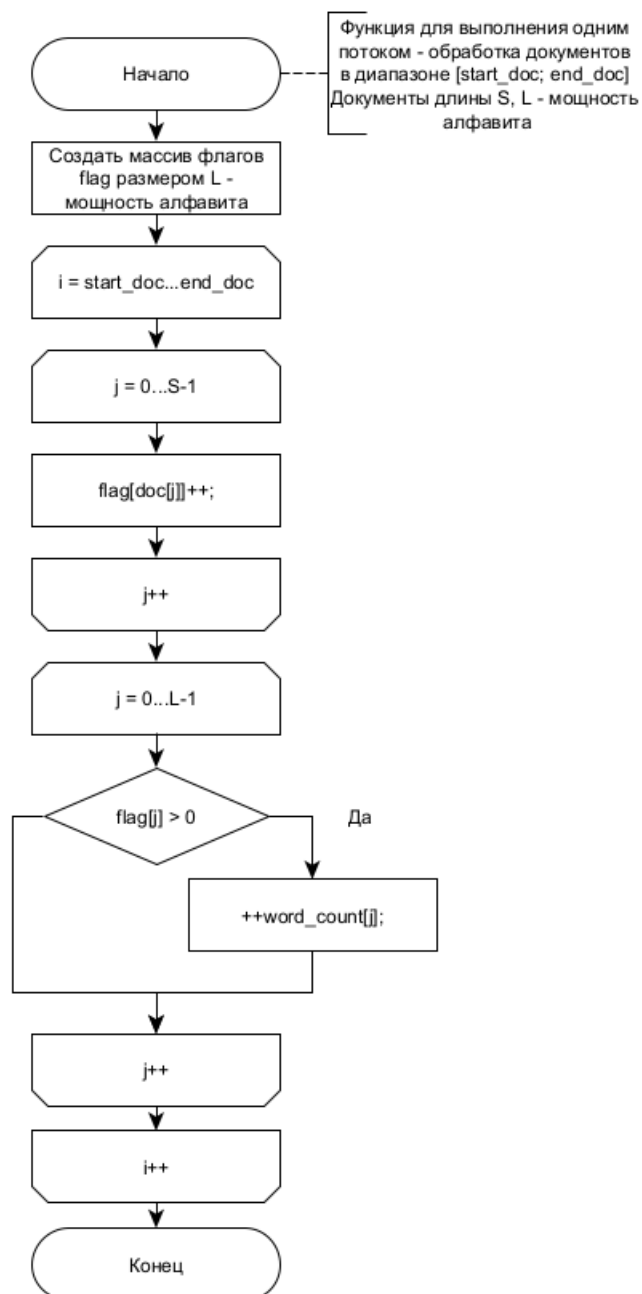 Начало
Функция для выполнения одним
потоком - обработка документов
в диапазоне [start_doc; end_doc]
Документы длины S, L - мощность
алфавита
Создать массив флагов
flag размером L -
мощность алфавита
i = start_doc...end_doc
j = 0...S-1
flag[doc[j]]++;
j++
j = 0...L-1
flag[j] > 0
Да
++word_count[j];
j++
i++
Конец